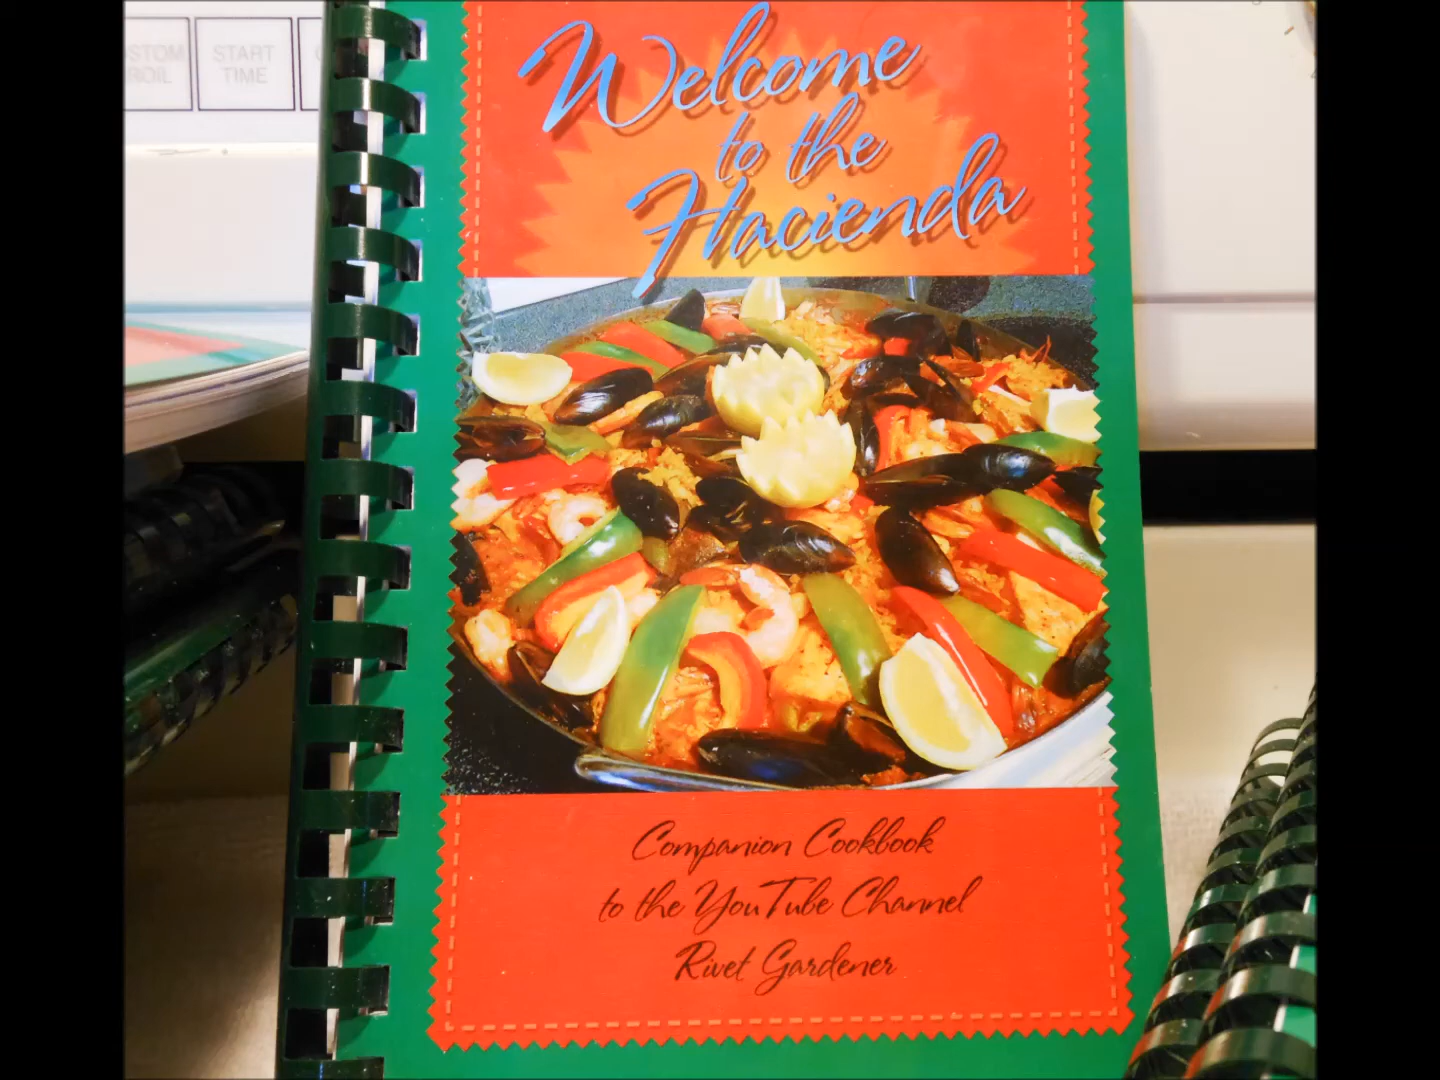 START
TIME
Welcome
to the
Hacienda
Companion Cookbook
to the YouTube Channel
Rivet Gardener